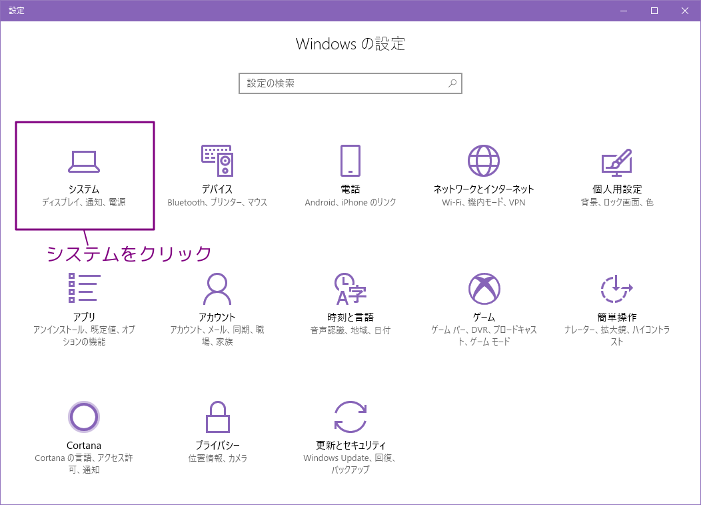 設定
Windows の設定
設定の検索
システム
ディスプレイ、通知、電源
デバイス
Bluetooth、プリンター、マウス
電話
Android、iPhone のリンク
ネットワークとインターネット
Wi-Fi、機内モード、VPN
個人用設定
背景、ロック画面、色
システムをクリック
アプリ
アンインストール、既定値、オプ
ションの機能
アカウント
アカウント、メール、同期、職
場、家族
時刻と言語
音声認識、地域、日付
ゲーム
ゲーム バー、DVR、ブロードキャス
ト、ゲーム モード
簡単操作
ナレーター、拡大鏡、ハイコントラ
スト
Cortana
Cortana の言語、アクセス許
可、通知
プライバシー
位置情報、カメラ
更新とセキュリティ
Windows Update、回復、
バックアップ